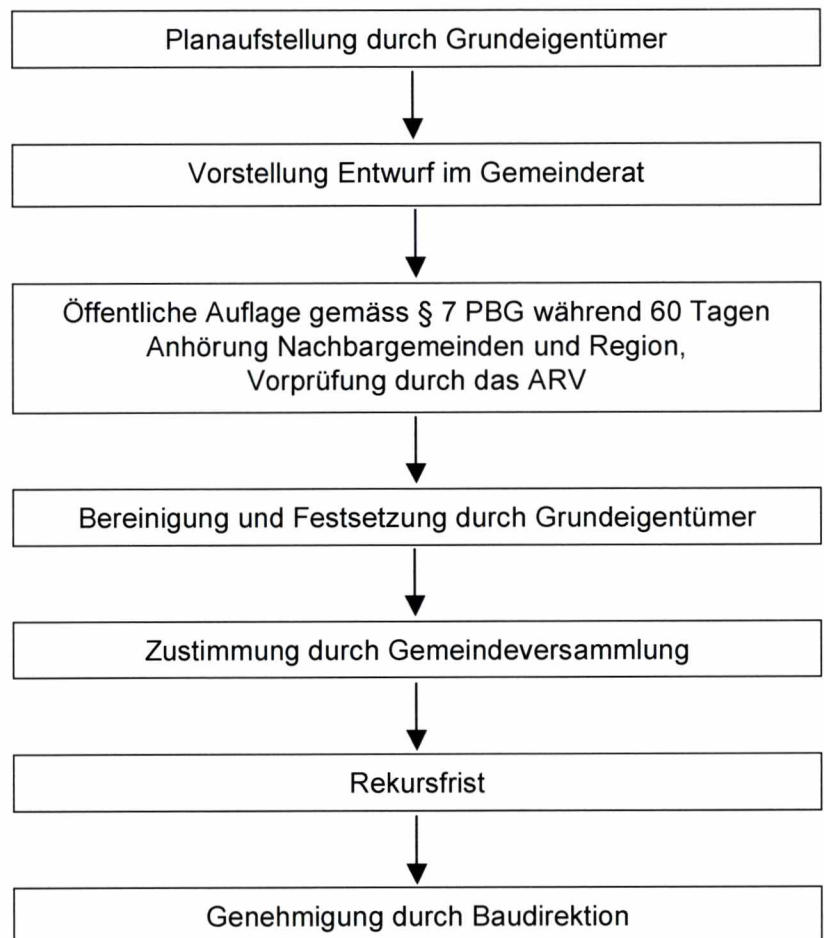 Planaufstellung durch Grundeigentümer
Vorstellung Entwurf im Gemeinderat
Öffentliche Auflage gemäss § 7 PBG während 60 Tagen
Anhörung Nachbargemeinden und Region,
Vorprüfung durch das ARV
Bereinigung und Festsetzung durch Grundeigentümer
Zustimmung durch Gemeindeversammlung
Rekursfrist
Genehmigung durch Baudirektion